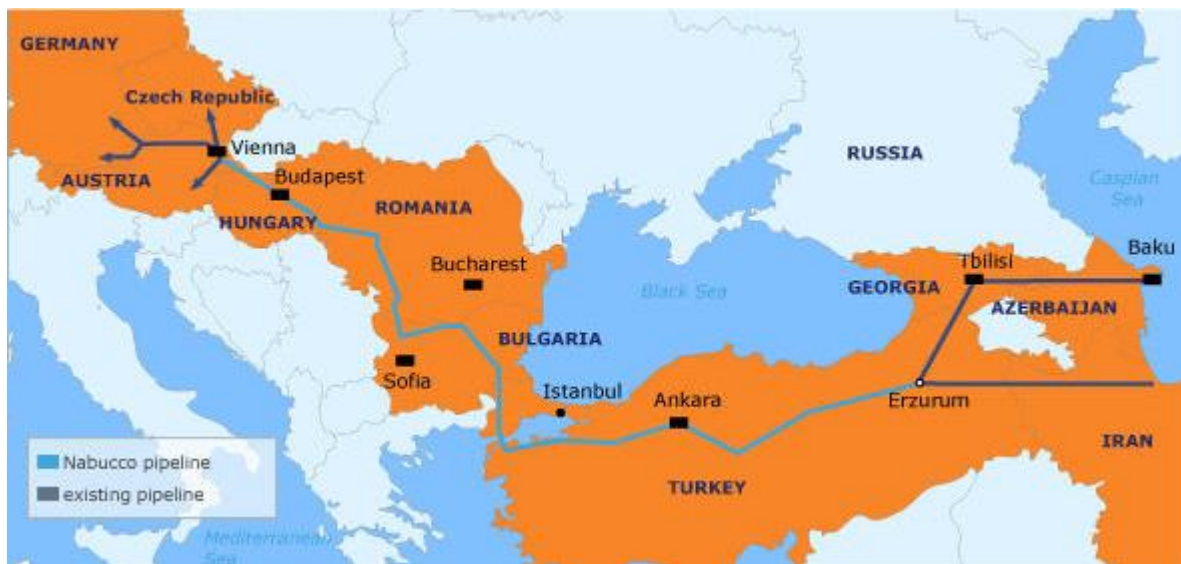 GERMANY
Czech Republic
Vienna
AUSTRIA
Budapest
HUNGARY
ROMANIA
Bucharest
BULGARIA
Sofia
Istanbul
Ankara
TURKEY
Black Sea
RUSSIA
Caspian
Sea
Baku
Tbilisi
GEORGIA
AZERBAIJAN
Erzurum
IRAN
Nabucco pipeline
existing pipeline
Mediterranean
Sea